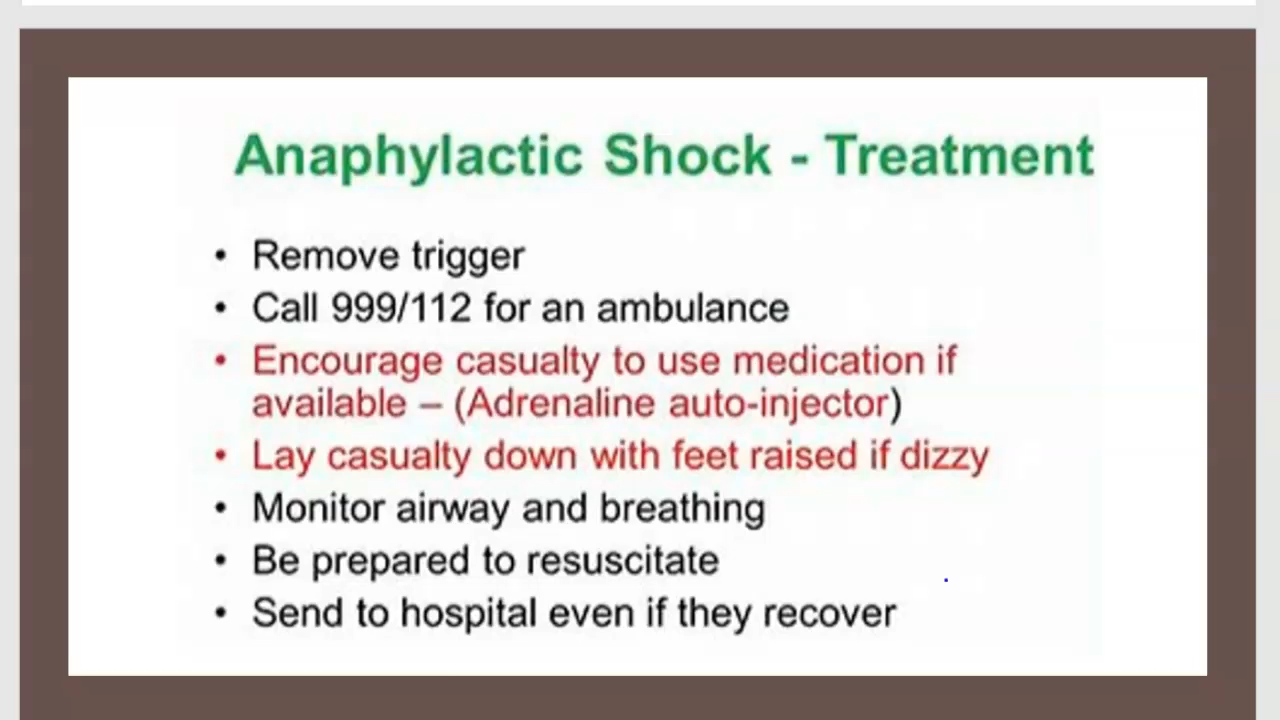 Anaphylactic Shock - Treatment
• Remove trigger
• Call 999/112 for an ambulance
• Encourage casualty to use medication if
available – (Adrenaline auto-injector)
• Lay casualty down with feet raised if dizzy
• Monitor airway and breathing
• Be prepared to resuscitate
• Send to hospital even if they recover